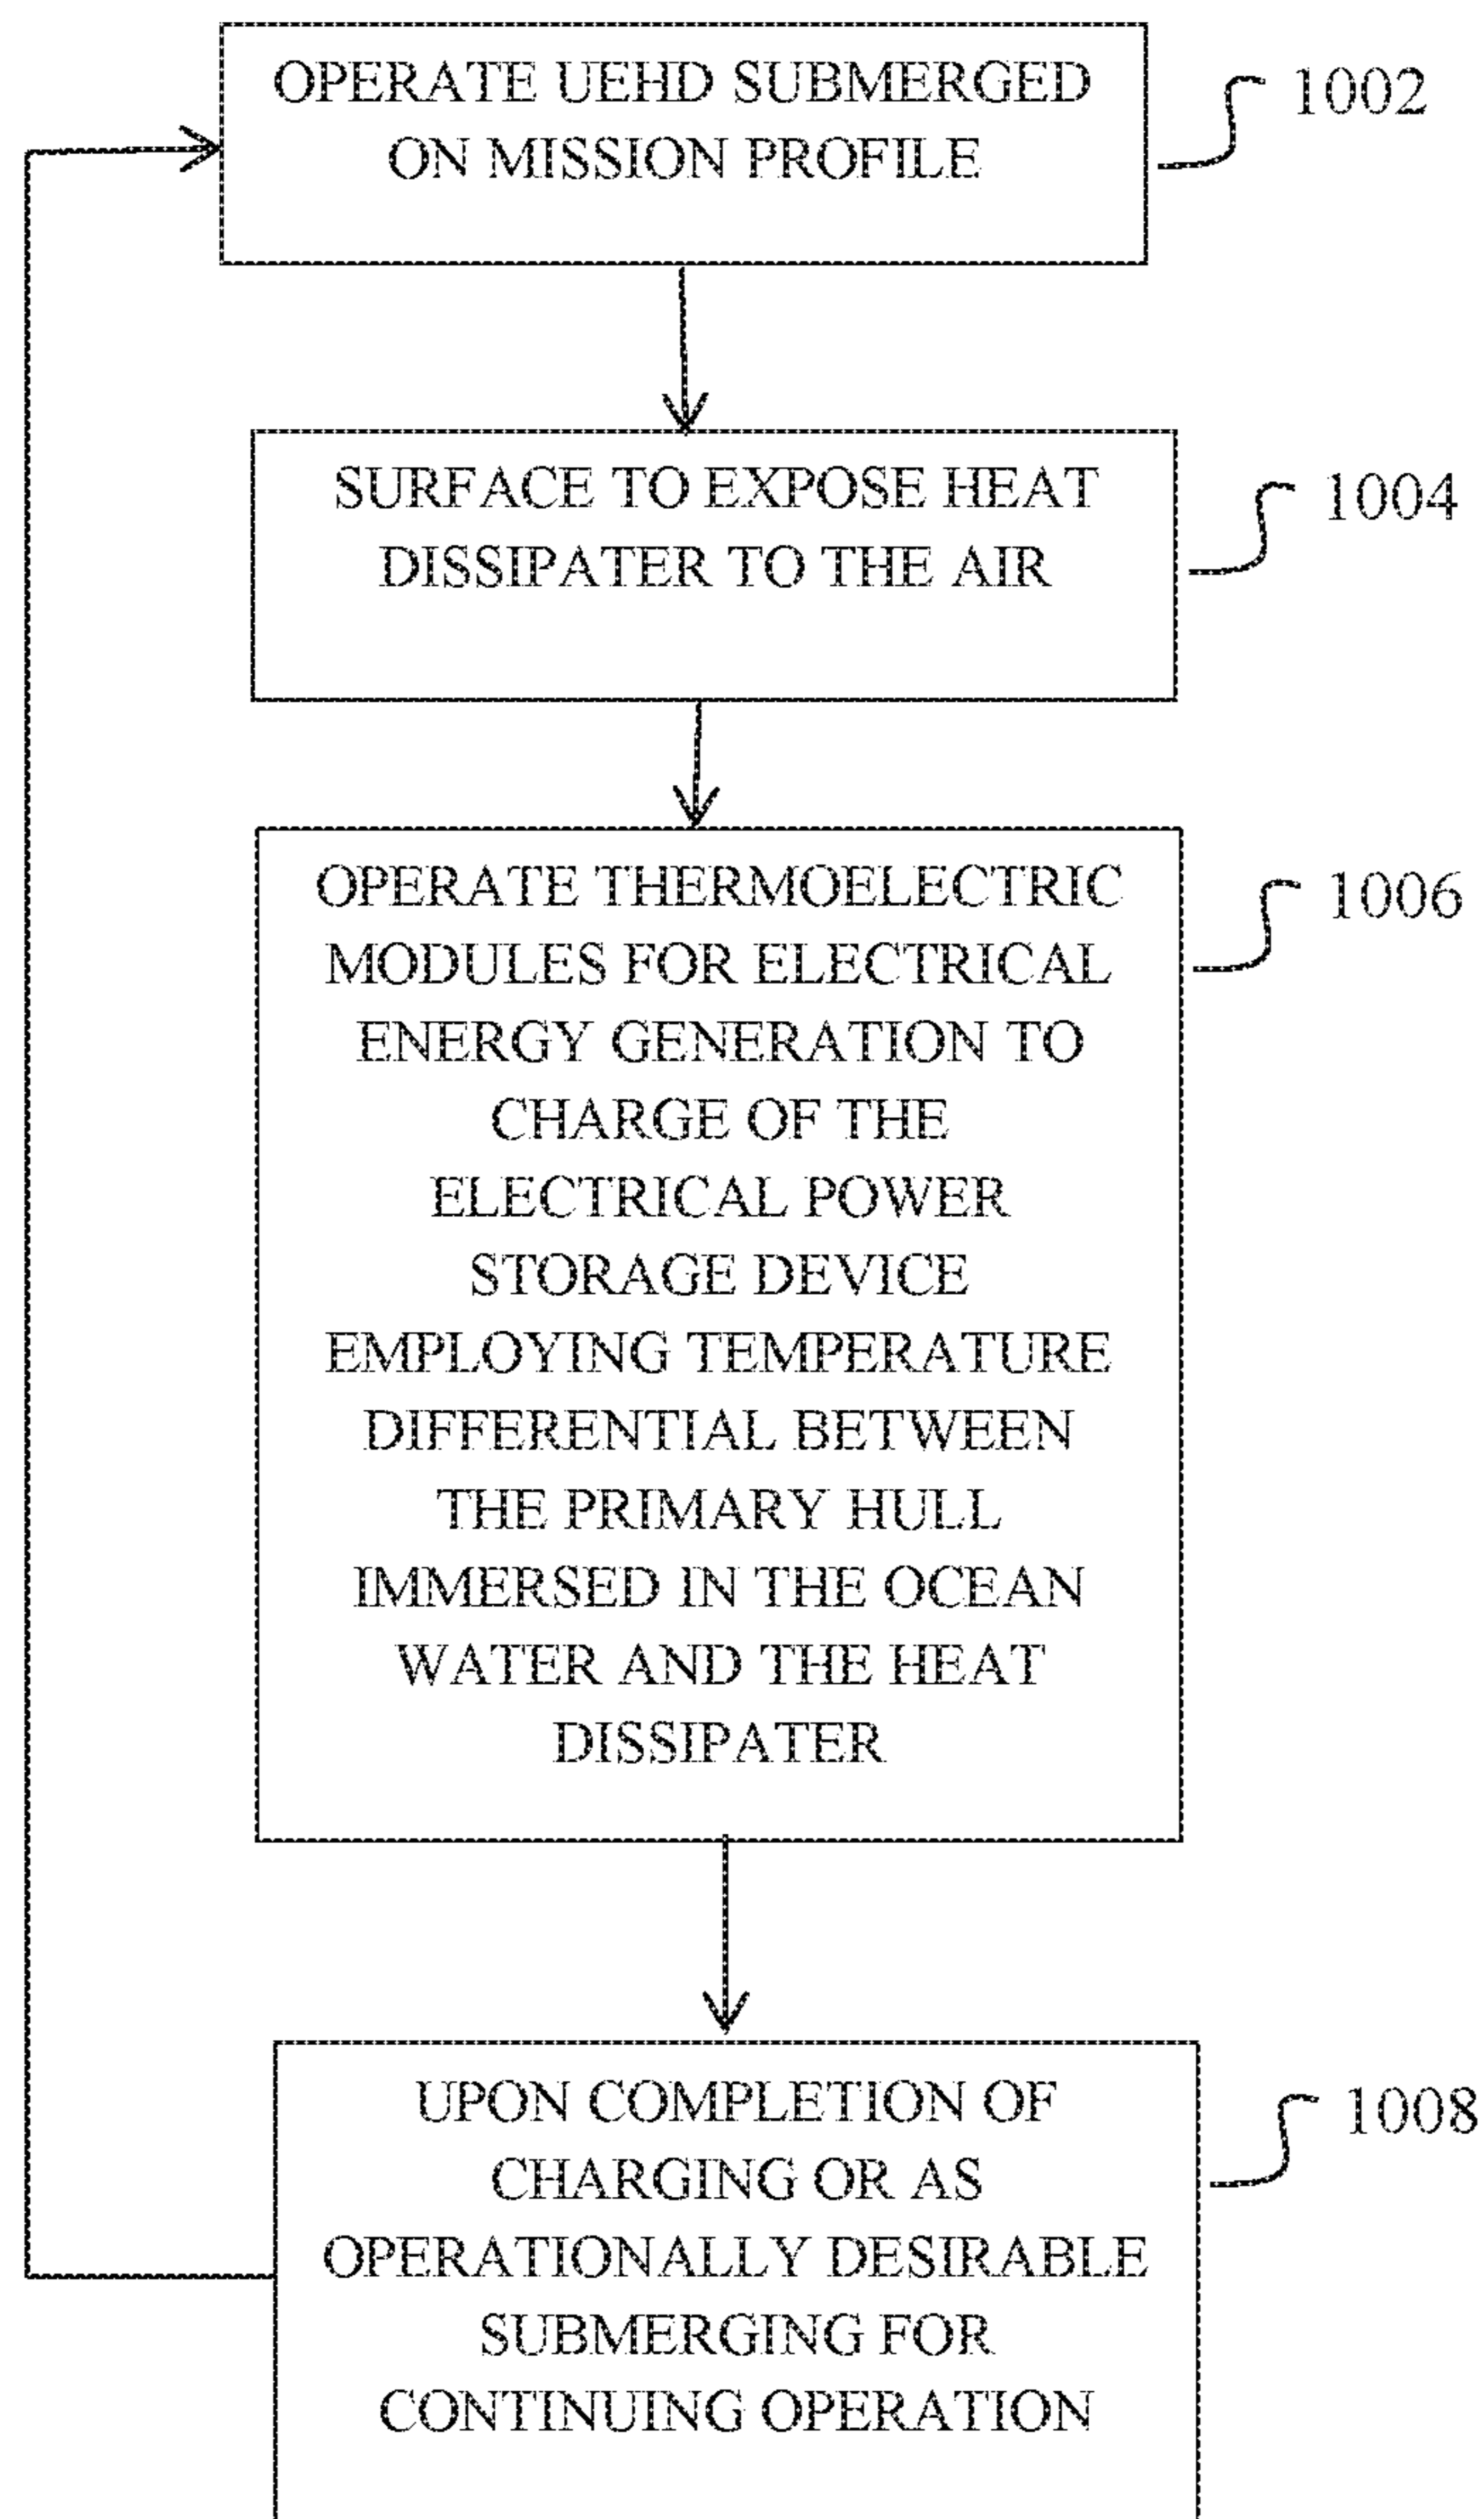 OPERATE UEHD SUBMERGED
ON MISSION PROFILE
1002
SURFACE TO EXPOSE HEAT
DISSIPATER TO THE AIR
1004
OPERATE THERMOELECTRIC
MODULES FOR ELECTRICAL
ENERGY GENERATION TO
CHARGE OF THE
ELECTRICAL POWER
STORAGE DEVICE
EMPLOYING TEMPERATURE
DIFFERENTIAL BETWEEN
THE PRIMARY HULL
IMMERSED IN THE OCEAN
WATER AND THE HEAT
DISSIPATER
1006
UPON COMPLETION OF
CHARGING OR AS
OPERATIONALLY DESIRABLE
SUBMERGING FOR
CONTINUING OPERATION
1008